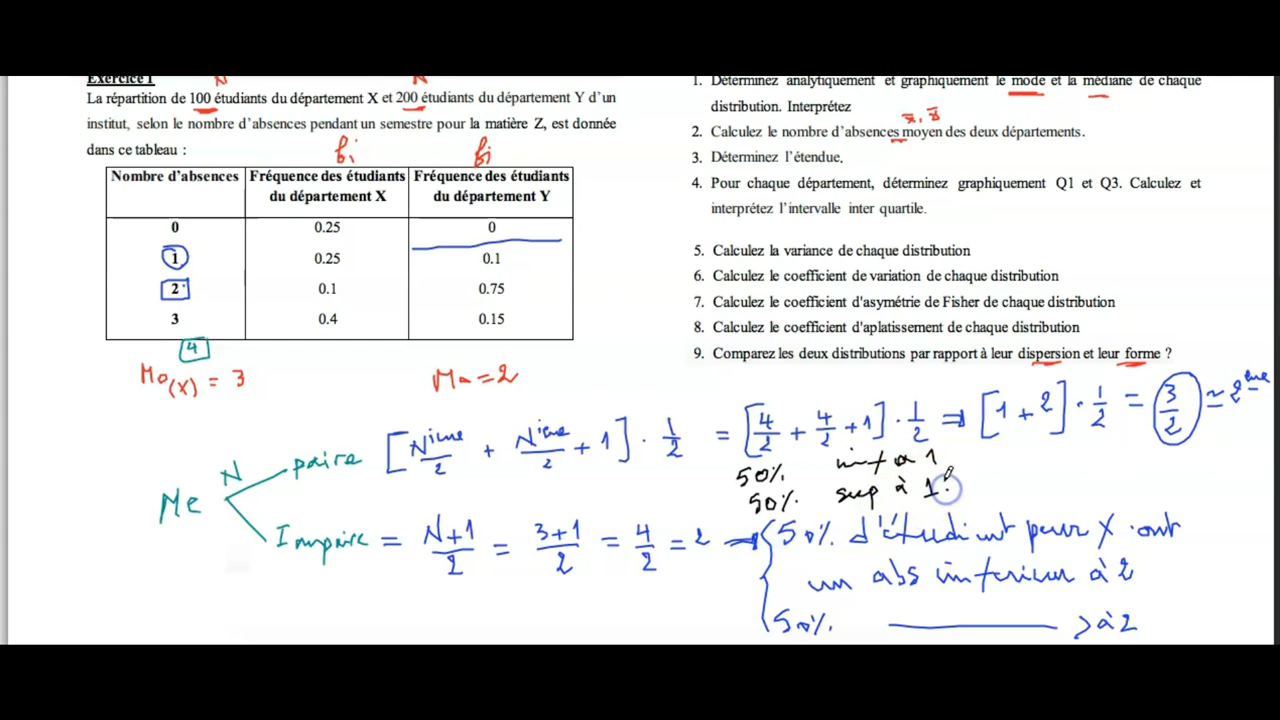 Exercice 1
N
N
La répartition de 100 étudiants du département X et 200 étudiants du département Y d'un
institut, selon le nombre d'absences pendant un semestre pour la matière Z, est donnée
dans ce tableau :
fi
fi
Nombre d'absences Fréquence des étudiants du département X Fréquence des étudiants du département Y
0 0.25 0
1 0.25 0.1
2 0.1 0.75
3 0.4 0.15
4
Mo(X) = 3
Mo = 2
1. Déterminez analytiquement et graphiquement le mode et la médiane de chaque
distribution. Interprétez
x̄, x̄
2. Calculez le nombre d'absences moyen des deux départements.
3. Déterminez l'étendue.
4. Pour chaque département, déterminez graphiquement Q1 et Q3. Calculez et
interprétez l'intervalle inter quartile.
5. Calculez la variance de chaque distribution
6. Calculez le coefficient de variation de chaque distribution
7. Calculez le coefficient d'asymétrie de Fisher de chaque distribution
8. Calculez le coefficient d'aplatissement de chaque distribution
9. Comparez les deux distributions par rapport à leur dispersion et leur forme ?
Me N paire [N ieme/2 + N ieme/2 + 1] · 1/2 = [4/2 + 4/2 + 1] · 1/2 ⇒ [1 + 2] · 1/2 = 3/2 ≃ 2 eme
50% inf a 1
50% sup à 1
Impaire = N+1/2 = 3+1/2 = 4/2 = 2 ⇒ { 50% d'étudiant pour X ont
un abs inferieur à 2
50% ——— > à 2